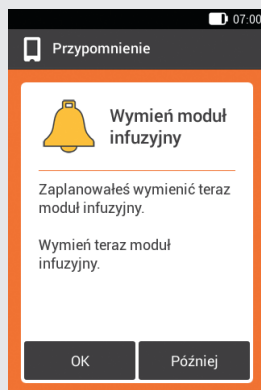 07:00
Przypomnienie
Wymień moduł
infuzyjny
Zaplanowałeś wymienić teraz
moduł infuzyjny.
Wymień teraz moduł
infuzyjny.
OK
Później